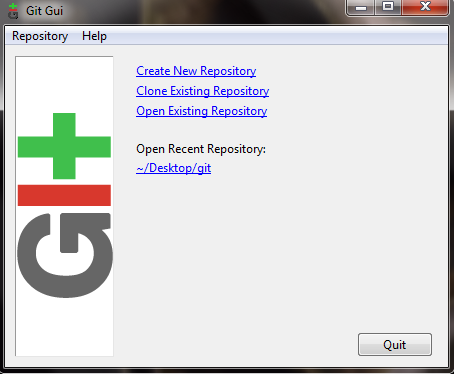 Git Gui
Repository Help
Create New Repository
Clone Existing Repository
Open Existing Repository
Open Recent Repository:
~/Desktop/git
Git
Quit